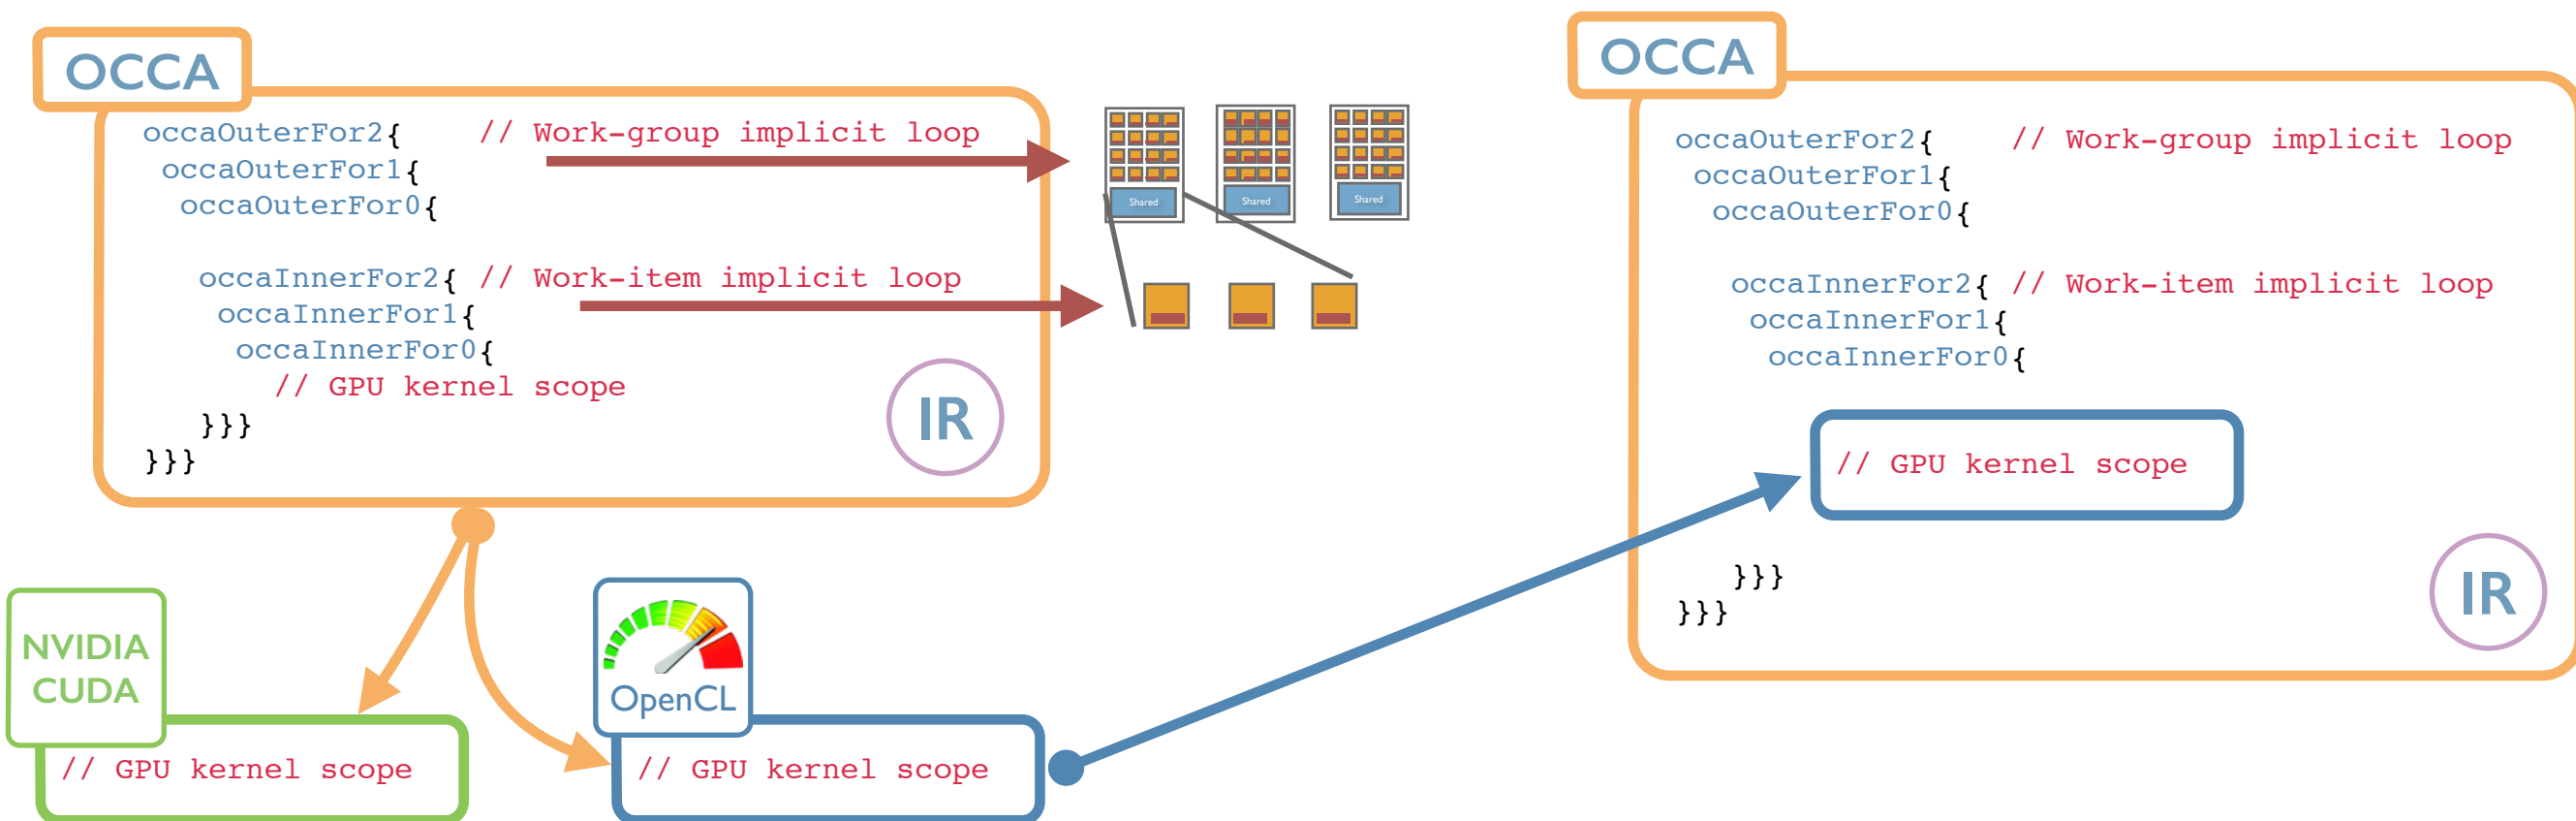 OCCA
occaOuterFor2{ // Work-group implicit loop
occaOuterFor1{
occaOuterFor0{
occaInnerFor2{ // Work-item implicit loop
occaInnerFor1{
occaInnerFor0{
// GPU kernel scope
}}}
}}}
IR
Shared
Shared
Shared
NVIDIA
CUDA
// GPU kernel scope
OpenCL
// GPU kernel scope
OCCA
occaOuterFor2{ // Work-group implicit loop
occaOuterFor1{
occaOuterFor0{
occaInnerFor2{ // Work-item implicit loop
occaInnerFor1{
occaInnerFor0{
// GPU kernel scope
}}}
}}}
IR